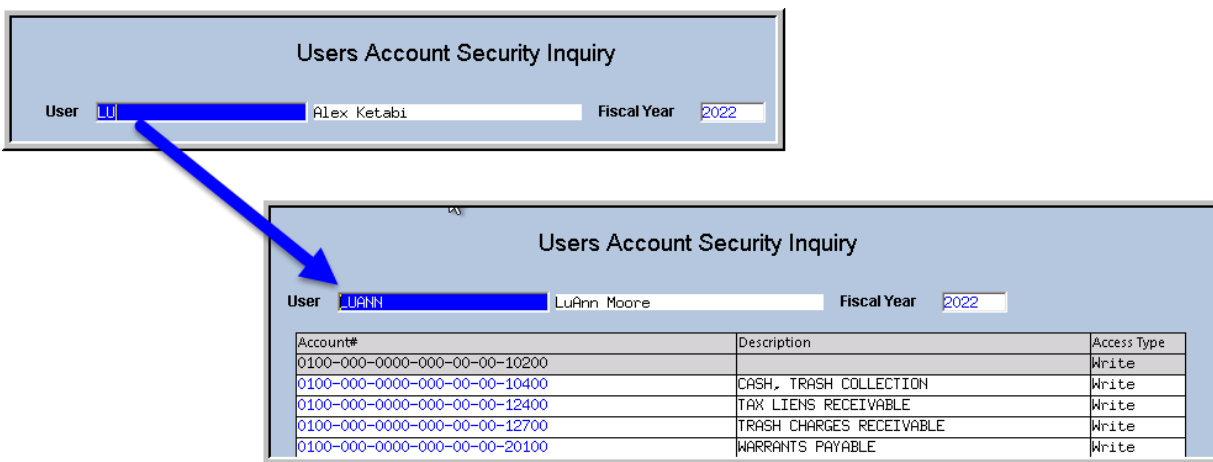 Users Account Security Inquiry
User LU Alex Ketabi Fiscal Year 2022
Users Account Security Inquiry
User LUANN LuAnn Moore Fiscal Year 2022
Account# Description Access Type
0100-000-0000-000-00-00-10200 Write
0100-000-0000-000-00-00-10400 CASH, TRASH COLLECTION Write
0100-000-0000-000-00-00-12400 TAX LIENS RECEIVABLE Write
0100-000-0000-000-00-00-12700 TRASH CHARGES RECEIVABLE Write
0100-000-0000-000-00-00-20100 WARRANTS PAYABLE Write